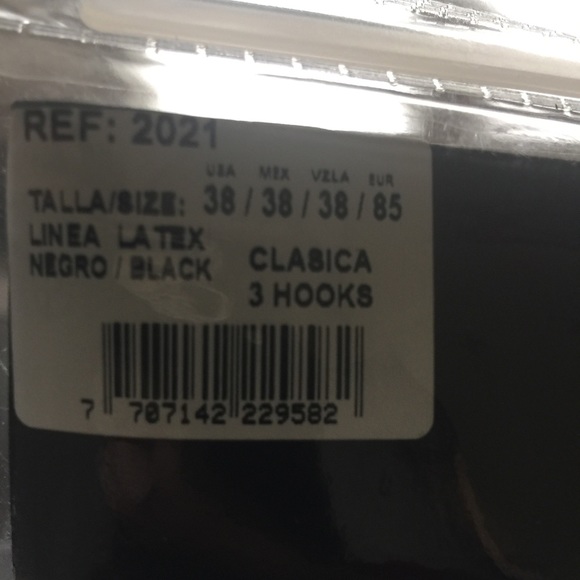 REF: 2021
USA MEX VZLA EUR
TALLA/SIZE: 38 / 38 / 38 / 85
LINEA LATEX
NEGRO / BLACK
CLASICA
3 HOOKS
7 707142 229582